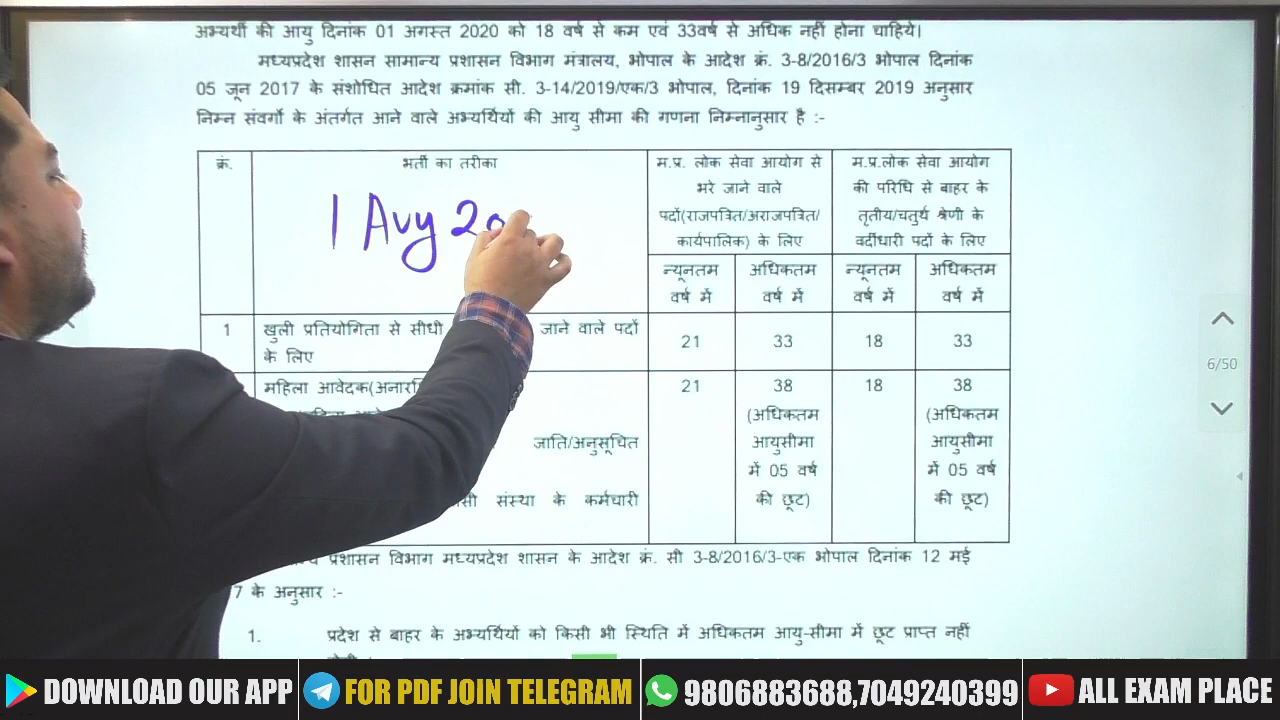 अभ्यर्थी की आयु दिनांक 01 अगस्त 2020 को 18 वर्ष से कम एवं 33वर्ष से अधिक नहीं होना चाहिये।
मध्यप्रदेश शासन सामान्य प्रशासन विभाग मंत्रालय, भोपाल के आदेश क्रं. 3-8/2016/3 भोपाल दिनांक
05 जून 2017 के संशोधित आदेश क्रमांक सी. 3-14/2019/एक/3 भोपाल, दिनांक 19 दिसम्बर 2019 अनुसार
निम्न संवर्गो के अंतर्गत आने वाले अभ्यर्थियों की आयु सीमा की गणना निम्नानुसार है :-
क्रं.
भर्ती का तरीका
म.प्र. लोक सेवा आयोग से
भरे जाने वाले
पदों(राजपत्रित/अराजपत्रित/
कार्यपालिक) के लिए
म.प्र.लोक सेवा आयोग
की परिधि से बाहर के
तृतीय/चतुर्थ श्रेणी के
वर्दीधारी पदों के लिए
1 Aug 20
न्यूनतम
वर्ष में
अधिकतम
वर्ष में
न्यूनतम
वर्ष में
अधिकतम
वर्ष में
1
खुली प्रतियोगिता से सीधी जाने वाले पदों
के लिए
21
33
18
33
महिला आवेदक
जाति/अनुसूचित
संस्था के कर्मचारी
21
38
(अधिकतम
आयुसीमा
में 05 वर्ष
की छूट)
18
38
(अधिकतम
आयुसीमा
में 05 वर्ष
की छूट)
प्रशासन विभाग मध्यप्रदेश शासन के आदेश क्रं. सी 3-8/2016/3-एक भोपाल दिनांक 12 मई
7 के अनुसार :-
1. प्रदेश से बाहर के अभ्यर्थियों को किसी भी स्थिति में अधिकतम आयु-सीमा में छूट प्राप्त नहीं
6/50
DOWNLOAD OUR APP
FOR PDF JOIN TELEGRAM
9806883688,7049240399
ALL EXAM PLACE